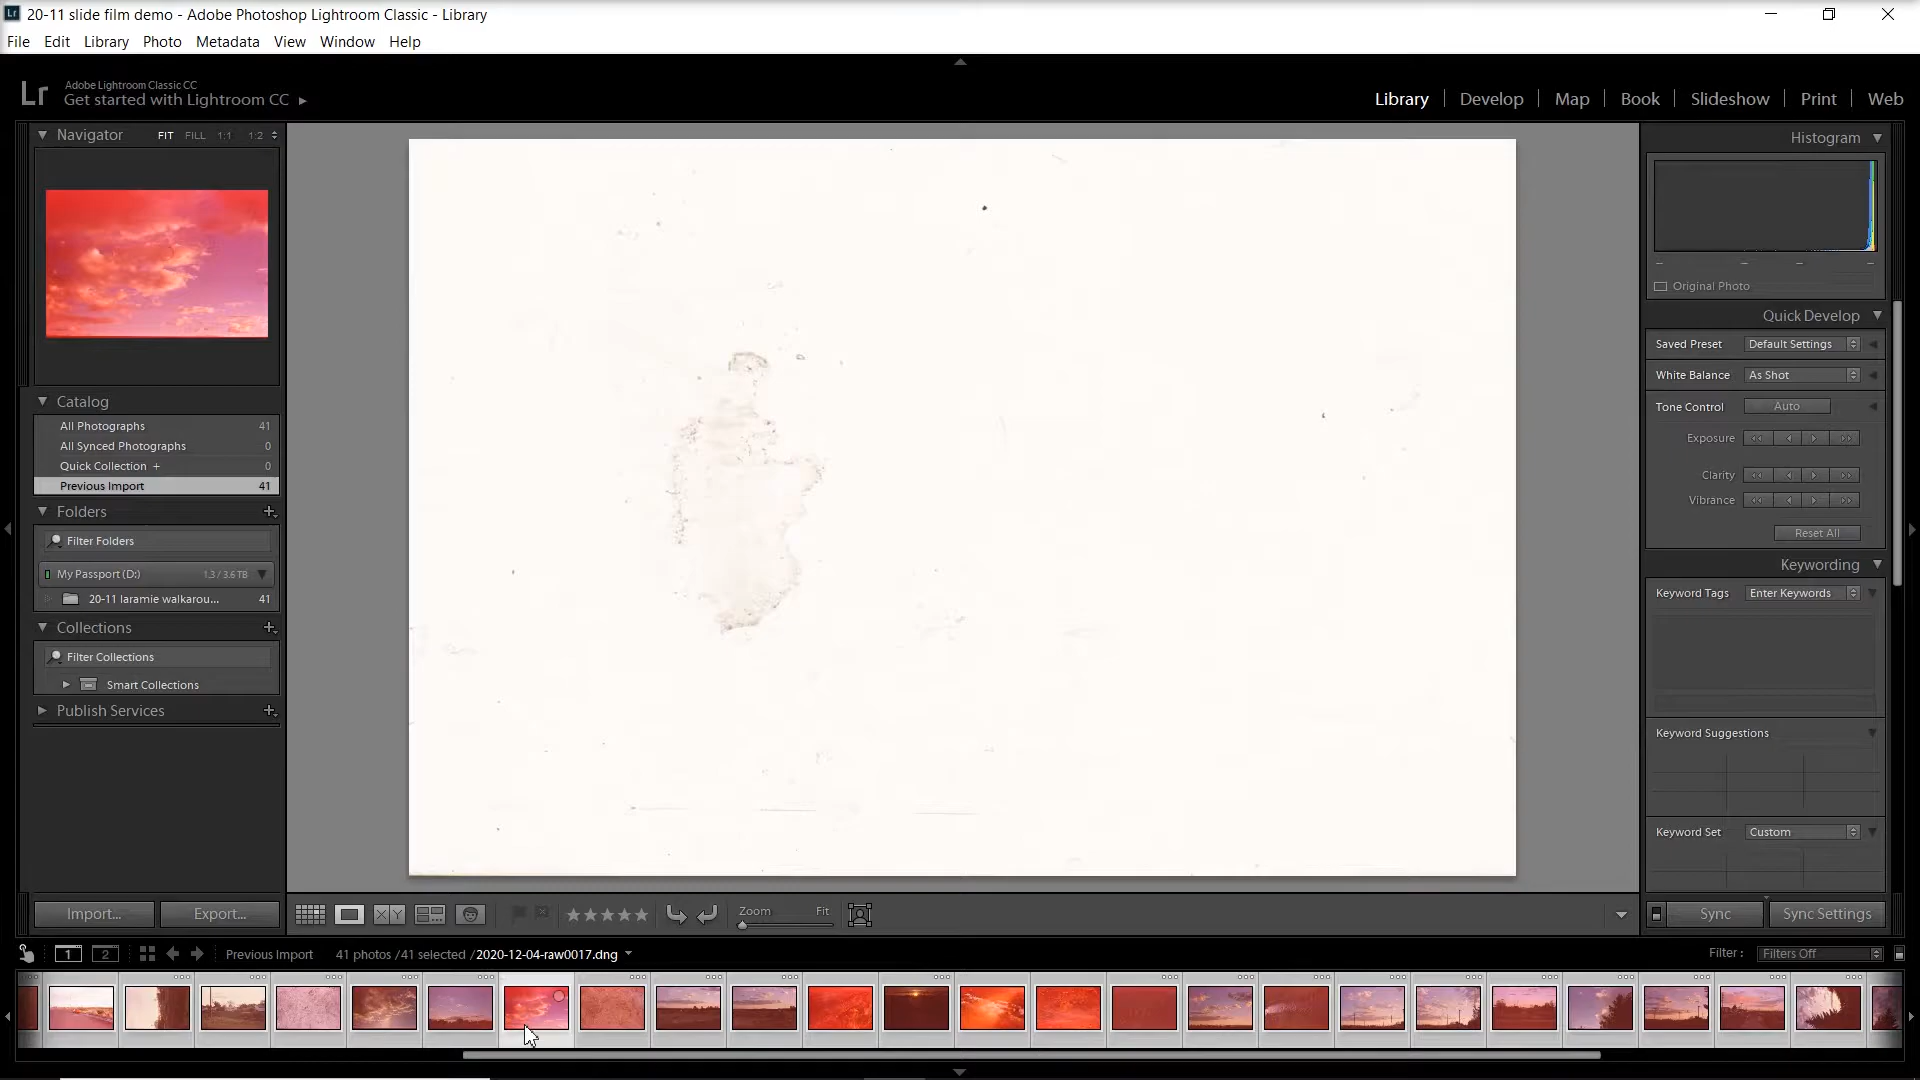 20-11 slide film demo - Adobe Photoshop Lightroom Classic - Library
File Edit Library Photo Metadata View Window Help
Lr
Adobe Lightroom Classic CC
Get started with Lightroom CC
Library Develop Map Book Slideshow Print Web
Navigator FIT FILL 1:1 1:2
Catalog
All Photographs 41
All Synced Photographs 0
Quick Collection + 0
Previous Import 41
Folders
Filter Folders
My Passport (D:) 1.3 / 3.6 TB
20-11 laramie walkarou... 41
Collections
Filter Collections
Smart Collections
Publish Services
Import... Export...
Histogram
Original Photo
Quick Develop
Saved Preset Default Settings
White Balance As Shot
Tone Control Auto
Exposure
Clarity
Vibrance
Reset All
Keywording
Keyword Tags Enter Keywords
Keyword Suggestions
Keyword Set Custom
X Y Zoom Fit
Sync Sync Settings
1 2 Previous Import 41 photos /41 selected /2020-12-04-raw0017.dng Filter : Filters Off